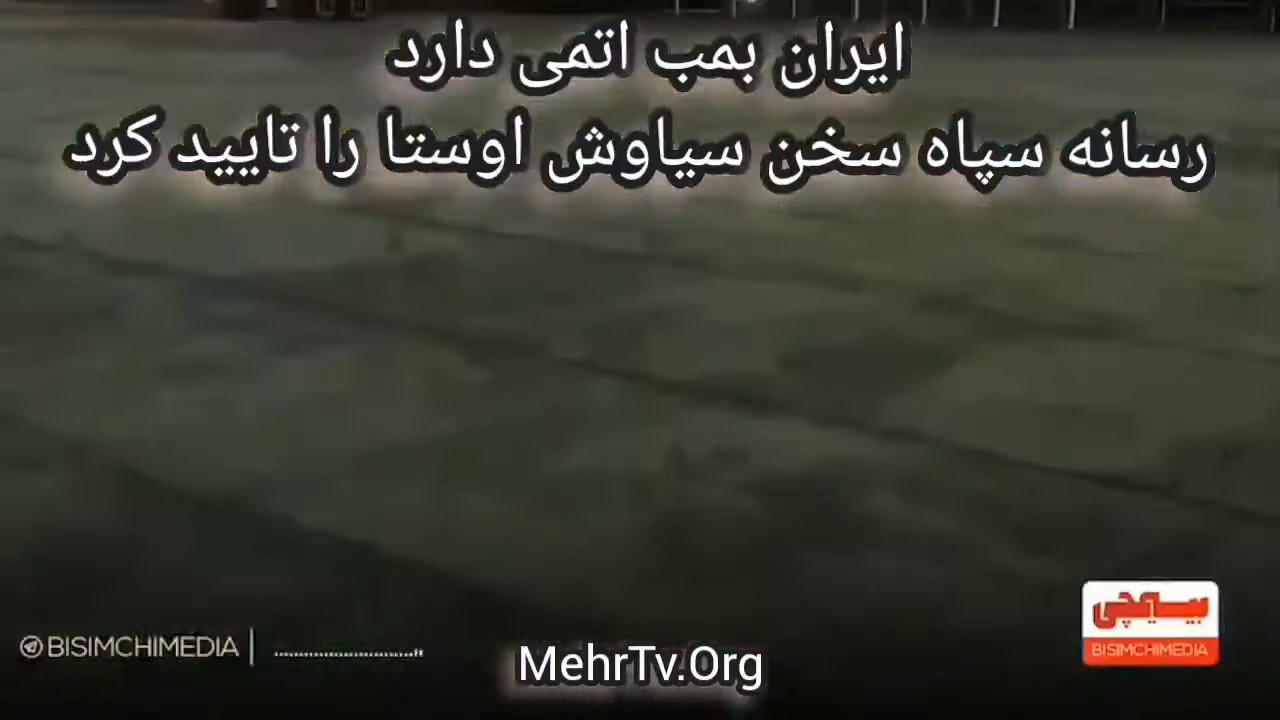 ایران بمب اتمی دارد
رسانه سپاه سخن سیاوش اوستا را تایید کرد
بیسیمچی
BISIMCHIMEDIA
BISIMCHIMEDIA
MehrTv.Org